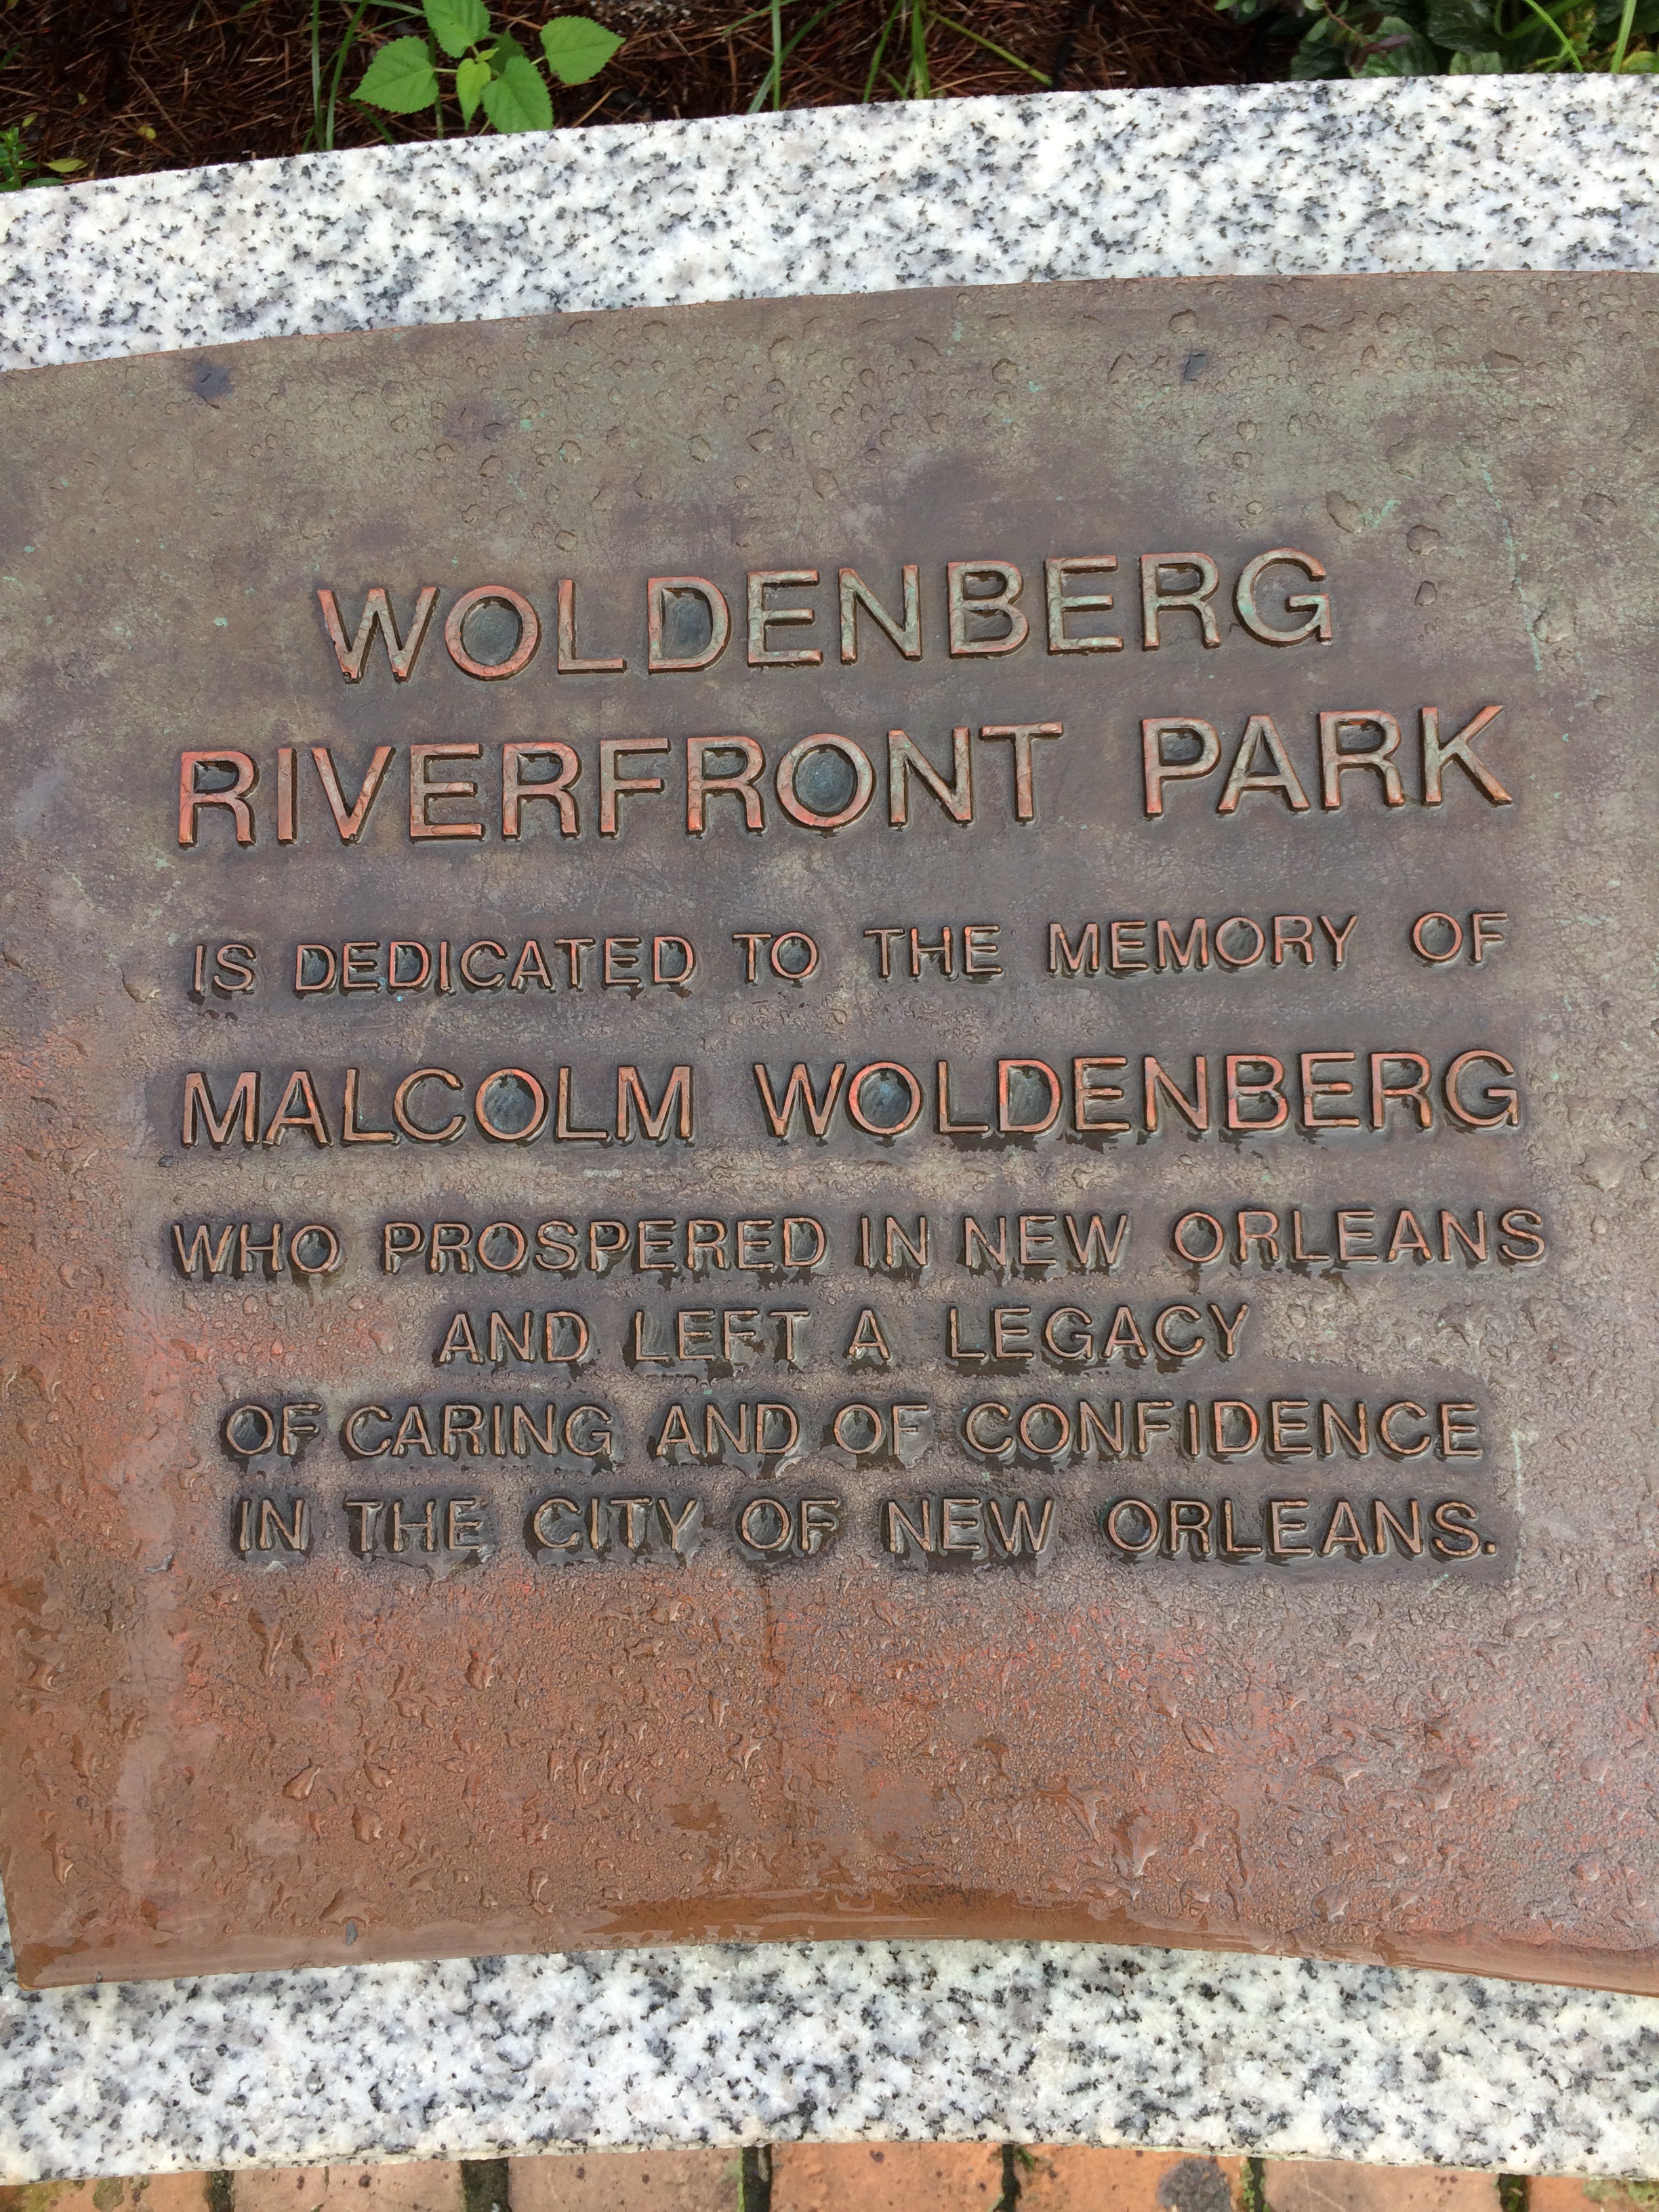 WOLDENBERG
RIVERFRONT PARK
IS DEDICATED TO THE MEMORY OF
MALCOLM WOLDENBERG
WHO PROSPERED IN NEW ORLEANS
AND LEFT A LEGACY
OF CARING AND OF CONFIDENCE
IN THE CITY OF NEW ORLEANS.